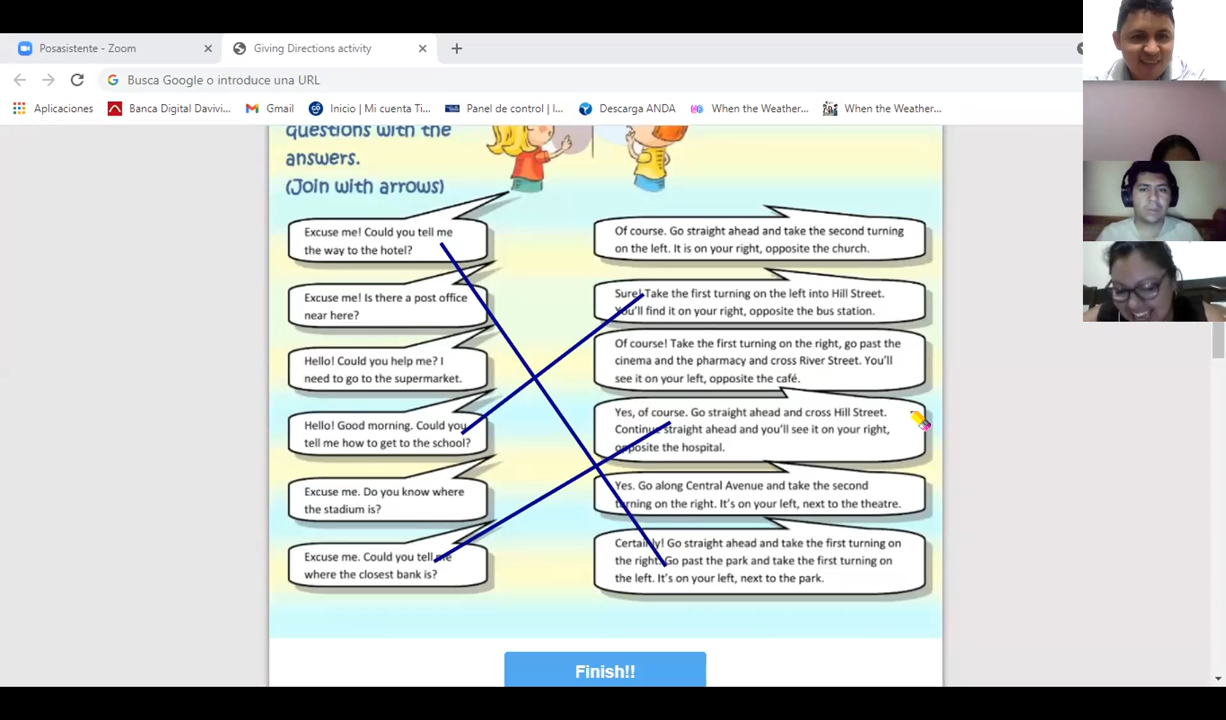 Posasistente - Zoom
Giving Directions activity
Busca Google o introduce una URL
Aplicaciones
Banca Digital Davivi...
Gmail
Inicio | Mi cuenta Ti...
Panel de control | I...
Descarga ANDA
When the Weather...
When the Weather...
questions with the
answers.
(Join with arrows)
Excuse me! Could you tell me
the way to the hotel?
Excuse me! Is there a post office
near here?
Hello! Could you help me? I
need to go to the supermarket.
Hello! Good morning. Could you
tell me how to get to the school?
Excuse me. Do you know where
the stadium is?
Excuse me. Could you tell me
where the closest bank is?
Of course. Go straight ahead and take the second turning
on the left. It is on your right, opposite the church.
Sure! Take the first turning on the left into Hill Street.
You'll find it on your right, opposite the bus station.
Of course! Take the first turning on the right, go past the
cinema and the pharmacy and cross River Street. You'll
see it on your left, opposite the café.
Yes, of course. Go straight ahead and cross Hill Street.
Continue straight ahead and you'll see it on your right,
opposite the hospital.
Yes. Go along Central Avenue and take the second
turning on the right. It's on your left, next to the theatre.
Certainly! Go straight ahead and take the first turning on
the right. Go past the park and take the first turning on
the left. It's on your left, next to the park.
Finish!!